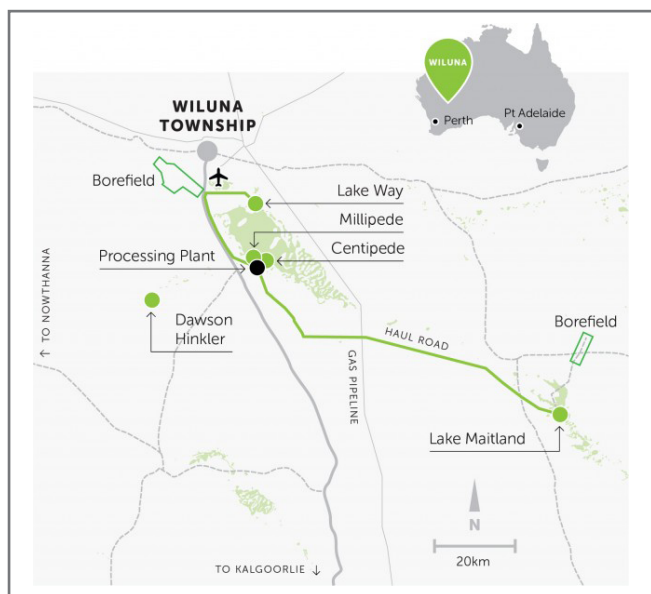 WILUNA
Perth
Pt Adelaide
WILUNA
TOWNSHIP
Borefield
Lake Way
Millipede
Centipede
Processing Plant
TO NOWTHANNA
Dawson
Hinkler
HAUL ROAD
GAS PIPELINE
Borefield
Lake Maitland
N
20km
TO KALGOORLIE